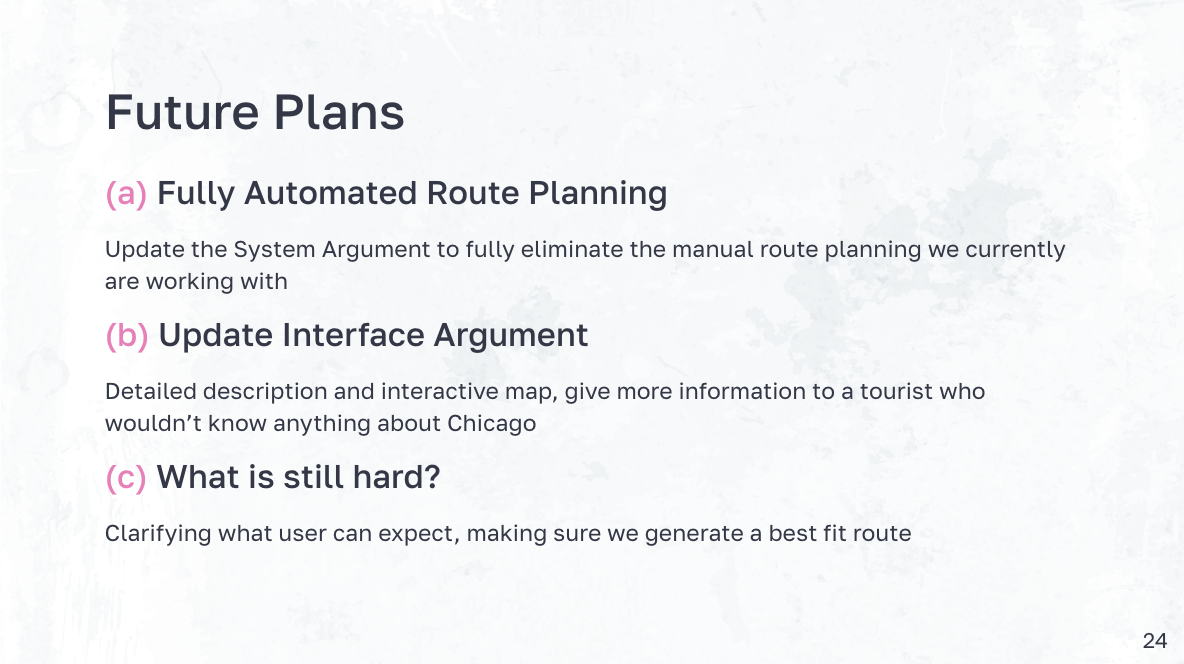 Future Plans
(a) Fully Automated Route Planning
Update the System Argument to fully eliminate the manual route planning we currently
are working with
(b) Update Interface Argument
Detailed description and interactive map, give more information to a tourist who
wouldn’t know anything about Chicago
(c) What is still hard?
Clarifying what user can expect, making sure we generate a best fit route
24